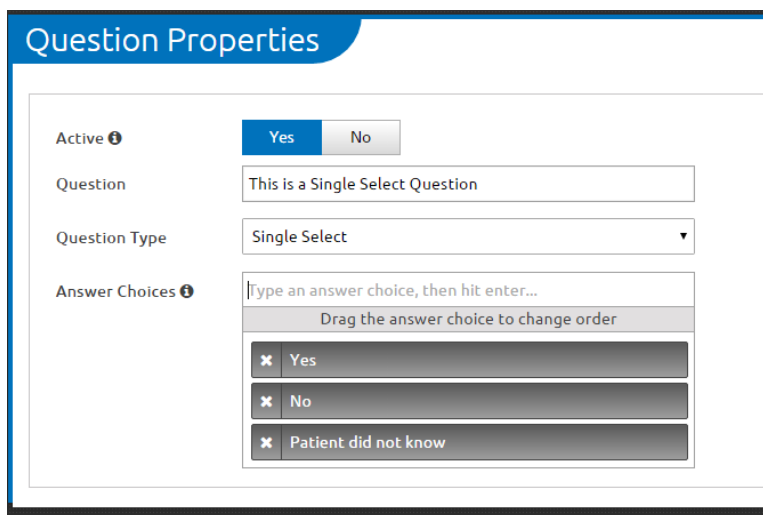 Question Properties
Active
Yes No
Question
This is a Single Select Question
Question Type
Single Select
Answer Choices
Type an answer choice, then hit enter...
Drag the answer choice to change order
Yes
No
Patient did not know